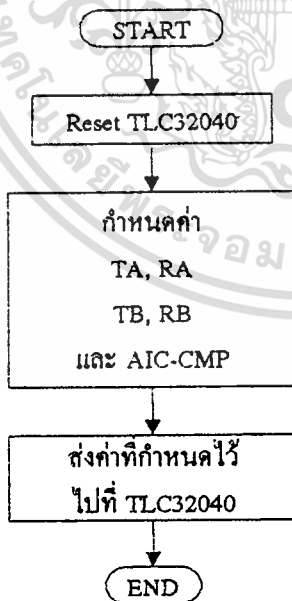 START
Reset TLC32040
กำหนดค่า
TA, RA
TB, RB
และ AIC-CMP
ส่งค่าที่กำหนดไว้
ไปที่ TLC32040
END